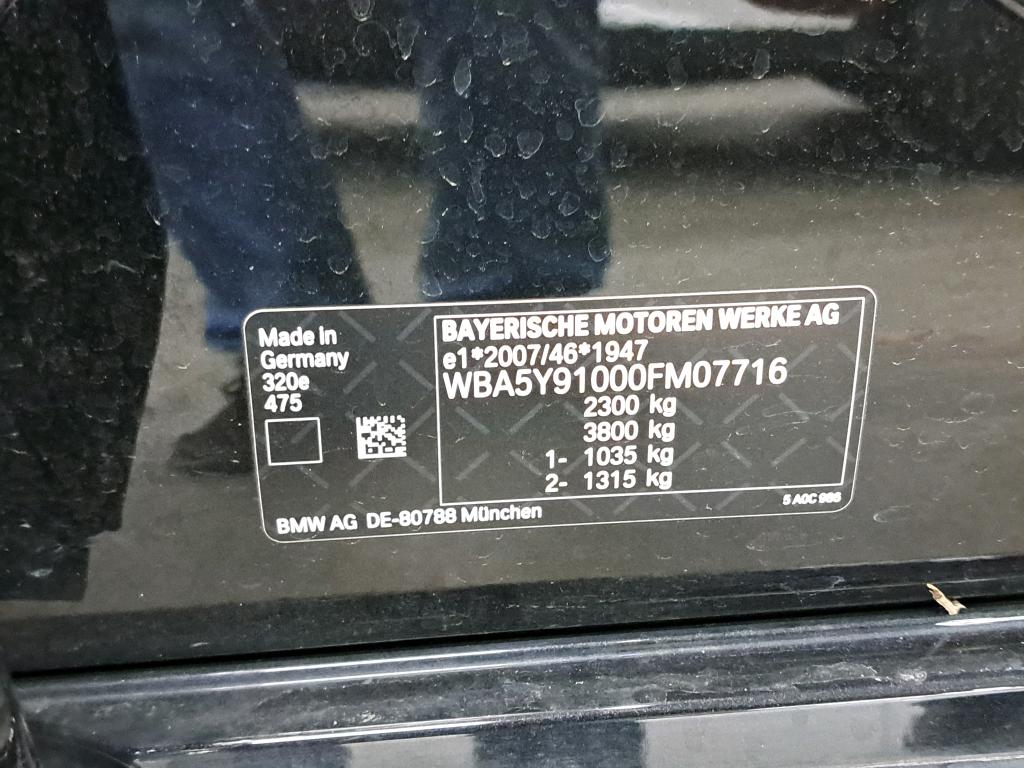 Made in
Germany
320e
475
BAYERISCHE MOTOREN WERKE AG
e1*2007/46*1947
WBA5Y91000FM07716
2300 kg
3800 kg
1- 1035 kg
2- 1315 kg
5 A0C 986
BMW AG DE-80788 München